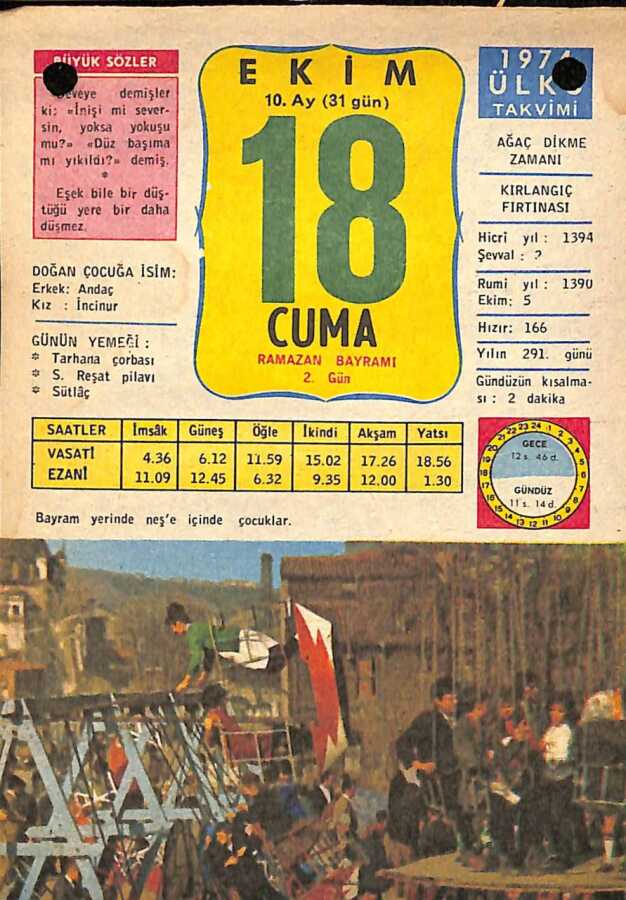 BÜYÜK SÖZLER
Deveye demişler
ki: «İnişi mi sever-
sin, yoksa yokuşu
mu?» «Düz başıma
mı yıkıldı?» demiş.
*
Eşek bile bir düş-
tüğü yere bir daha
düşmez.
DOĞAN ÇOCUĞA İSİM:
Erkek: Andaç
Kız : İncinur
GÜNÜN YEMEĞİ :
* Tarhana çorbası
* S. Reşat pilavı
* Sütlâç
EKİM
10. Ay (31 gün)
18
CUMA
RAMAZAN BAYRAMI
2. Gün
1974
ÜLKÜ
TAKVİMİ
AĞAÇ DİKME
ZAMANI
KIRLANGIÇ
FIRTINASI
Hicrî yıl : 1394
Şevval : 2
Rumi yıl : 1390
Ekim: 5
Hızır: 166
Yılın 291. günü
Gündüzün kısalma-
sı : 2 dakika
SAATLER İmsâk Güneş Öğle İkindi Akşam Yatsı
VASATİ 4.36 6.12 11.59 15.02 17.26 18.56
EZANİ 11.09 12.45 6.32 9.35 12.00 1.30
GECE
12 s. 46 d.
GÜNDÜZ
11 s. 14 d.
Bayram yerinde neş'e içinde çocuklar.